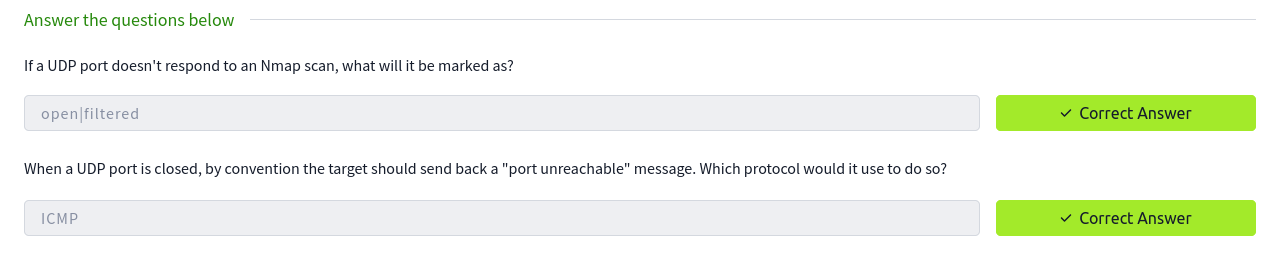 Answer the questions below
If a UDP port doesn't respond to an Nmap scan, what will it be marked as?
open|filtered
✓ Correct Answer
When a UDP port is closed, by convention the target should send back a "port unreachable" message. Which protocol would it use to do so?
ICMP
✓ Correct Answer